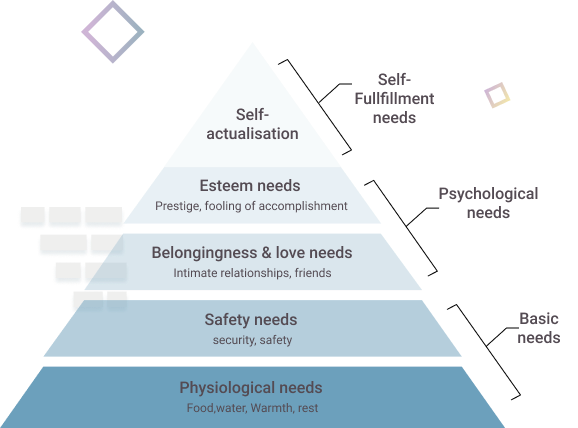 Self-
actualisation
Esteem needs
Prestige, fooling of accomplishment
Belongingness & love needs
Intimate relationships, friends
Safety needs
security, safety
Physiological needs
Food,water, Warmth, rest
Self-
Fullfillment
needs
Psychological
needs
Basic
needs